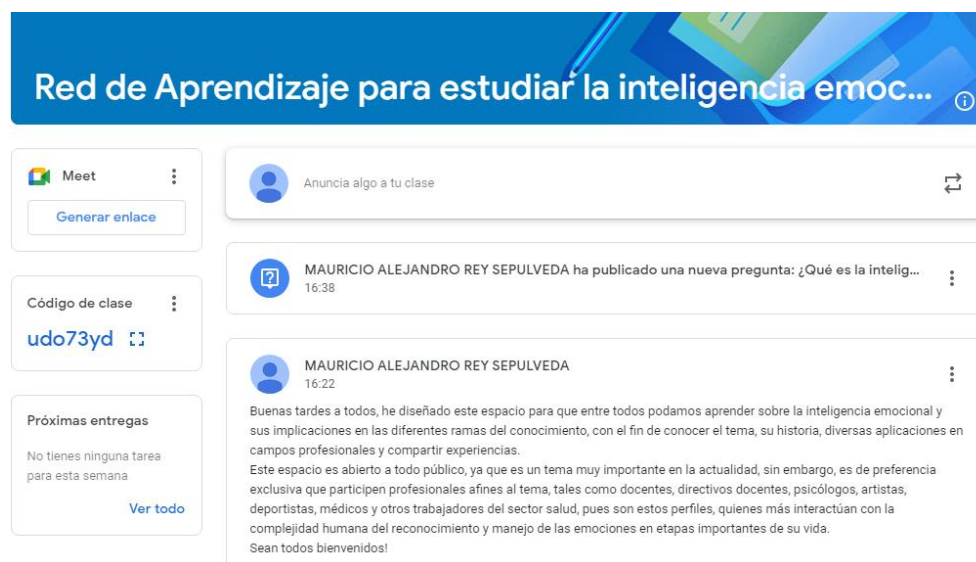 Red de Aprendizaje para estudiar la inteligencia emoc...
Meet
Generar enlace
Código de clase
udo73yd
Próximas entregas
No tienes ninguna tarea
para esta semana
Ver todo
Anuncia algo a tu clase
MAURICIO ALEJANDRO REY SEPULVEDA ha publicado una nueva pregunta: ¿Qué es la intelig...
16:38
MAURICIO ALEJANDRO REY SEPULVEDA
16:22
Buenas tardes a todos, he diseñado este espacio para que entre todos podamos aprender sobre la inteligencia emocional y
sus implicaciones en las diferentes ramas del conocimiento, con el fin de conocer el tema, su historia, diversas aplicaciones en
campos profesionales y compartir experiencias.
Este espacio es abierto a todo público, ya que es un tema muy importante en la actualidad, sin embargo, es de preferencia
exclusiva que participen profesionales afines al tema, tales como docentes, directivos docentes, psicólogos, artistas,
deportistas, médicos y otros trabajadores del sector salud, pues son estos perfiles, quienes más interactúan con la
complejidad humana del reconocimiento y manejo de las emociones en etapas importantes de su vida.
Sean todos bienvenidos!